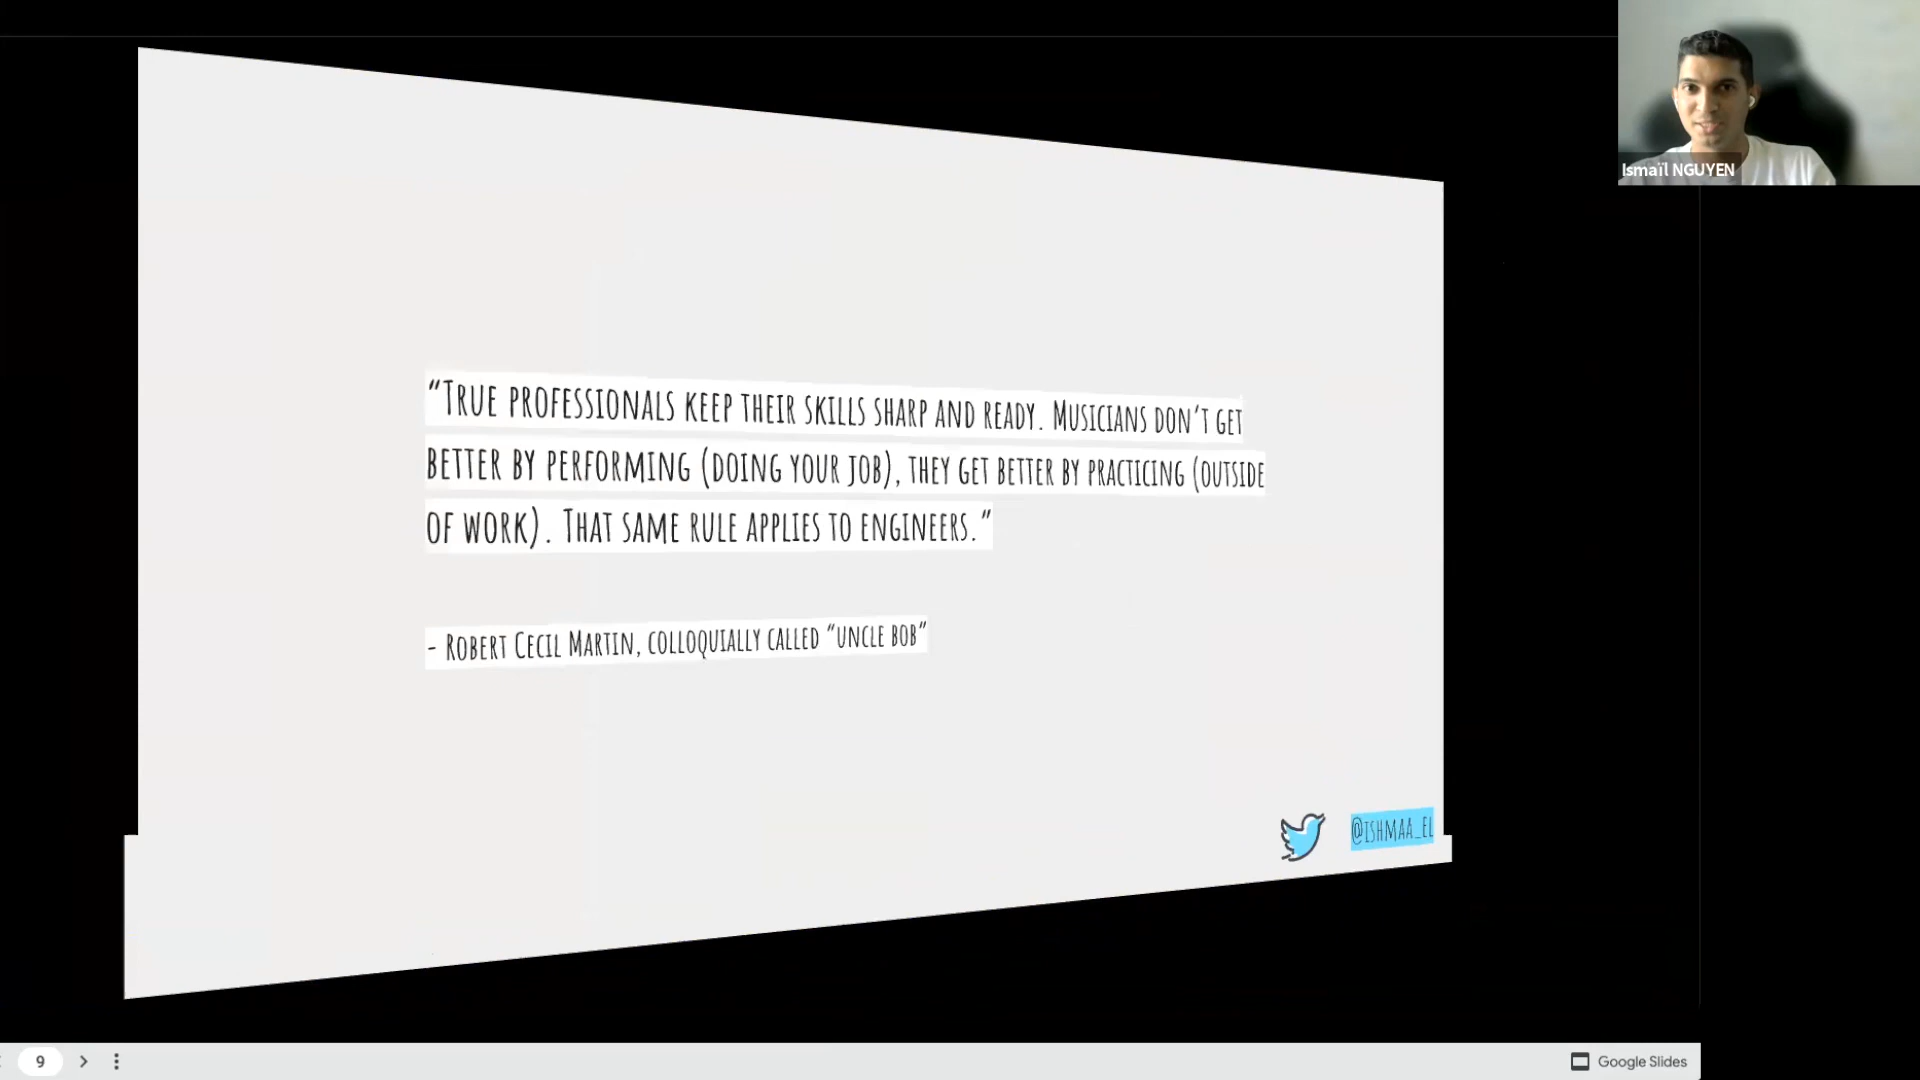 Ismaïl NGUYEN
“True professionals keep their skills sharp and ready. Musicians don’t get
better by performing (doing your job), they get better by practicing (outside
of work). That same rule applies to engineers.”
- Robert Cecil Martin, colloquially called “uncle bob”
@ishmaa_el
9
Google Slides